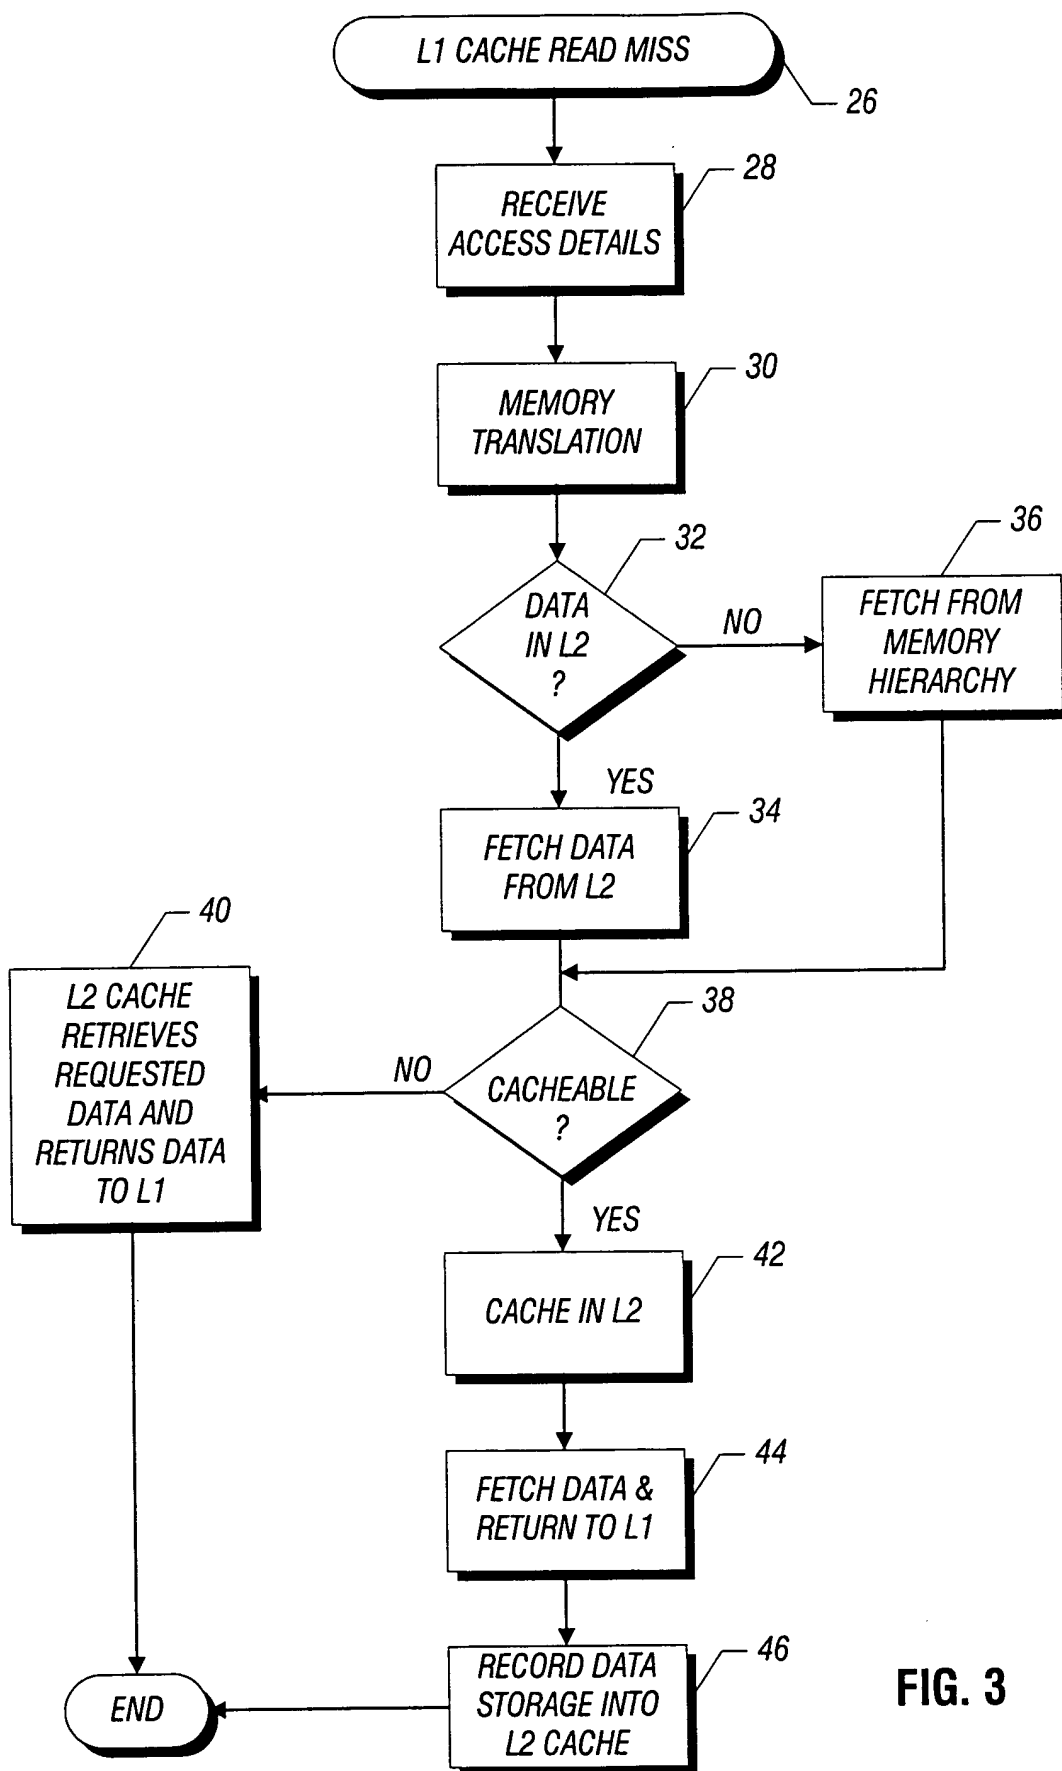 L1 CACHE READ MISS
26
28
RECEIVE
ACCESS DETAILS
30
MEMORY
TRANSLATION
32
DATA
IN L2
?
NO
36
FETCH FROM
MEMORY
HIERARCHY
YES
34
FETCH DATA
FROM L2
40
L2 CACHE
RETRIEVES
REQUESTED
DATA AND
RETURNS DATA
TO L1
38
CACHEABLE
?
NO
YES
42
CACHE IN L2
44
FETCH DATA &
RETURN TO L1
46
RECORD DATA
STORAGE INTO
L2 CACHE
END
FIG. 3